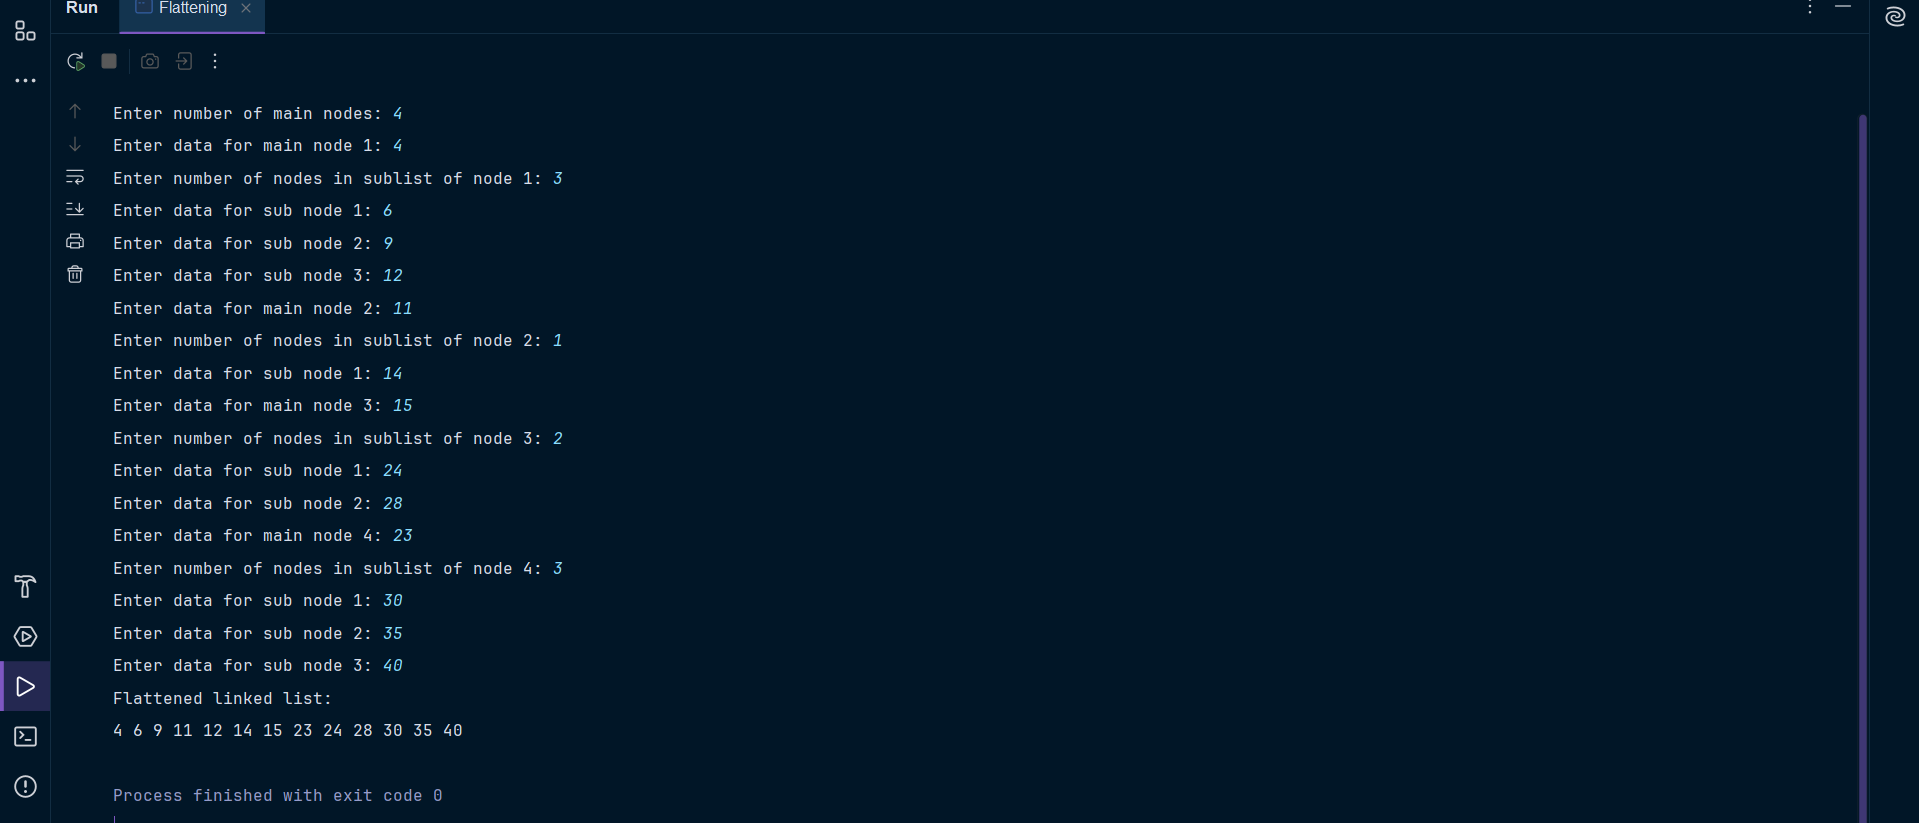 Run Flattening
Enter number of main nodes: 4
Enter data for main node 1: 4
Enter number of nodes in sublist of node 1: 3
Enter data for sub node 1: 6
Enter data for sub node 2: 9
Enter data for sub node 3: 12
Enter data for main node 2: 11
Enter number of nodes in sublist of node 2: 1
Enter data for sub node 1: 14
Enter data for main node 3: 15
Enter number of nodes in sublist of node 3: 2
Enter data for sub node 1: 24
Enter data for sub node 2: 28
Enter data for main node 4: 23
Enter number of nodes in sublist of node 4: 3
Enter data for sub node 1: 30
Enter data for sub node 2: 35
Enter data for sub node 3: 40
Flattened linked list:
4 6 9 11 12 14 15 23 24 28 30 35 40
Process finished with exit code 0